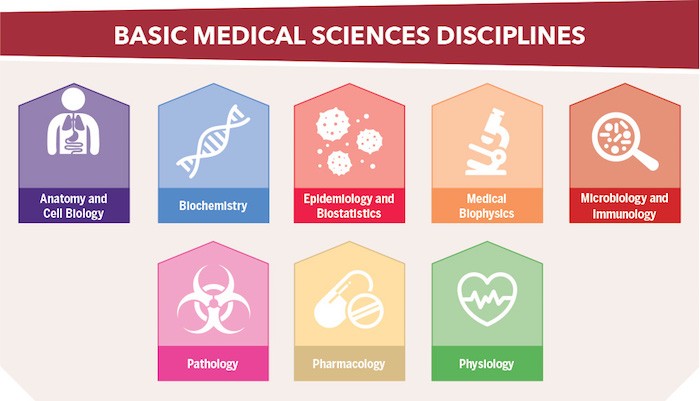 BASIC MEDICAL SCIENCES DISCIPLINES
Anatomy and
Cell Biology
Biochemistry
Epidemiology and
Biostatistics
Medical
Biophysics
Microbiology and
Immunology
Pathology
Pharmacology
Physiology